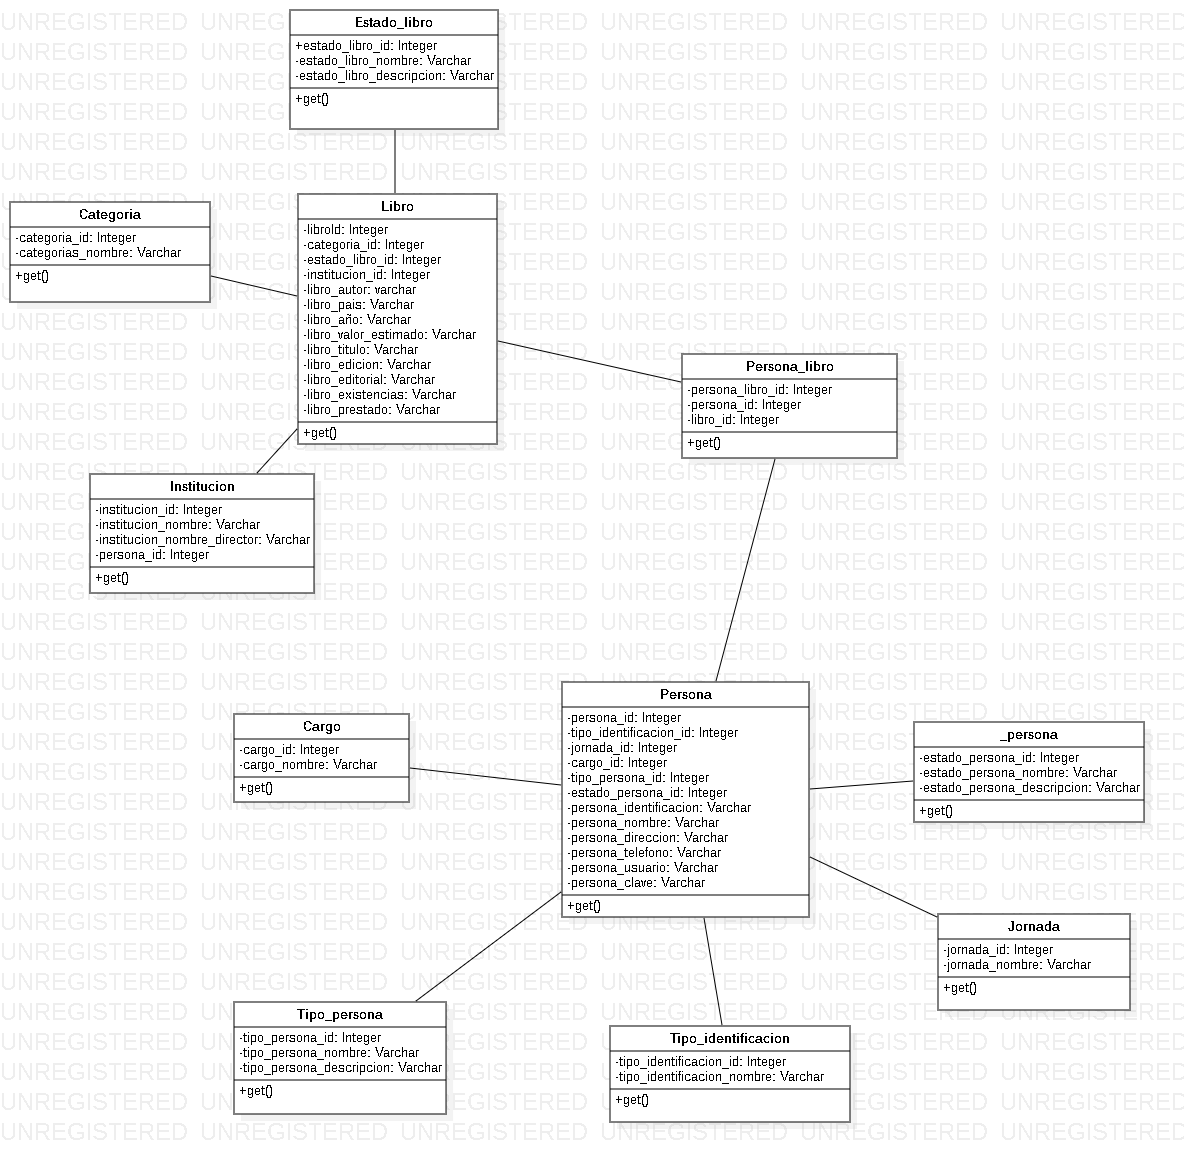 Estado_libro
+estado_libro_id: Integer
-estado_libro_nombre: Varchar
-estado_libro_descripcion: Varchar
+get()
Categoria
-categoria_id: Integer
-categorias_nombre: Varchar
+get()
Libro
-libroId: Integer
-categoria_id: Integer
-estado_libro_id: Integer
-institucion_id: Integer
-libro_autor: varchar
-libro_pais: Varchar
-libro_año: Varchar
-libro_valor_estimado: Varchar
-libro_titulo: Varchar
-libro_edicion: Varchar
-libro_editorial: Varchar
-libro_existencias: Varchar
-libro_prestado: Varchar
+get()
Persona_libro
-persona_libro_id: Integer
-persona_id: Integer
-libro_id: Integer
+get()
Institucion
-institucion_id: Integer
-institucion_nombre: Varchar
-institucion_nombre_director: Varchar
-persona_id: Integer
+get()
Cargo
-cargo_id: Integer
-cargo_nombre: Varchar
+get()
Persona
-persona_id: Integer
-tipo_identificacion_id: Integer
-jornada_id: Integer
-cargo_id: Integer
-tipo_persona_id: Integer
-estado_persona_id: Integer
-persona_identificacion: Varchar
-persona_nombre: Varchar
-persona_direccion: Varchar
-persona_telefono: Varchar
-persona_usuario: Varchar
-persona_clave: Varchar
+get()
_persona
-estado_persona_id: Integer
-estado_persona_nombre: Varchar
-estado_persona_descripcion: Varchar
+get()
Jornada
-jornada_id: Integer
-jornada_nombre: Varchar
+get()
Tipo_persona
-tipo_persona_id: Integer
-tipo_persona_nombre: Varchar
-tipo_persona_descripcion: Varchar
+get()
Tipo_identificacion
-tipo_identificacion_id: Integer
-tipo_identificacion_nombre: Varchar
+get()
UNREGISTERED